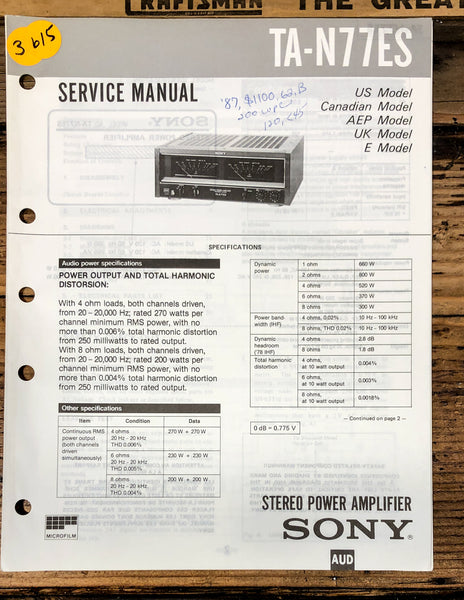 CRAFTSMAN THE GREAT
3 b/5
TA-N77ES
SERVICE MANUAL
'87, $1100, 62, B
200 wpc
US Model
Canadian Model
AEP Model
UK Model
E Model
SONY
SPECIFICATIONS
Audio power specifications
POWER OUTPUT AND TOTAL HARMONIC
DISTORSION:
With 4 ohm loads, both channels driven,
from 20 – 20,000 Hz; rated 270 watts per
channel minimum RMS power, with no
more than 0.006% total harmonic distortion
from 250 milliwatts to rated output.
With 8 ohm loads, both channels driven,
from 20 – 20,000 Hz; rated 200 watts per
channel minimum RMS power, with no
more than 0.004% total harmonic distortion
from 250 milliwatts to rated output.
Other specifications
Item Condition Data
Continuous RMS
power output
(both channels
driven
simultaneously)
4 ohms
20 Hz - 20 kHz,
THD 0.006%
270 W + 270 W
6 ohms
20 Hz - 20 kHz,
THD 0.005%
230 W + 230 W
8 ohms
20 Hz - 20 kHz,
THD 0.004%
200 W + 200 W
Dynamic
power
1 ohm 660 W
2 ohms 800 W
4 ohms 520 W
6 ohms 370 W
8 ohms 300 W
Power band-
width (IHF)
4 ohms, 0.02% 10 Hz - 100 kHz
8 ohms, THD 0.02% 10 Hz - 100 kHz
Dynamic
headroom
('78 IHF)
4 ohms 2.8 dB
8 ohms 1.8 dB
Total harmonic
distortion
4 ohms,
at 10 watt output
0.004%
6 ohms,
at 10 watt output
0.003%
8 ohms,
at 10 watt output
0.0018%
– Continued on page 2 –
0 dB = 0.775 V
MICROFILM
STEREO POWER AMPLIFIER
SONY®
AUD